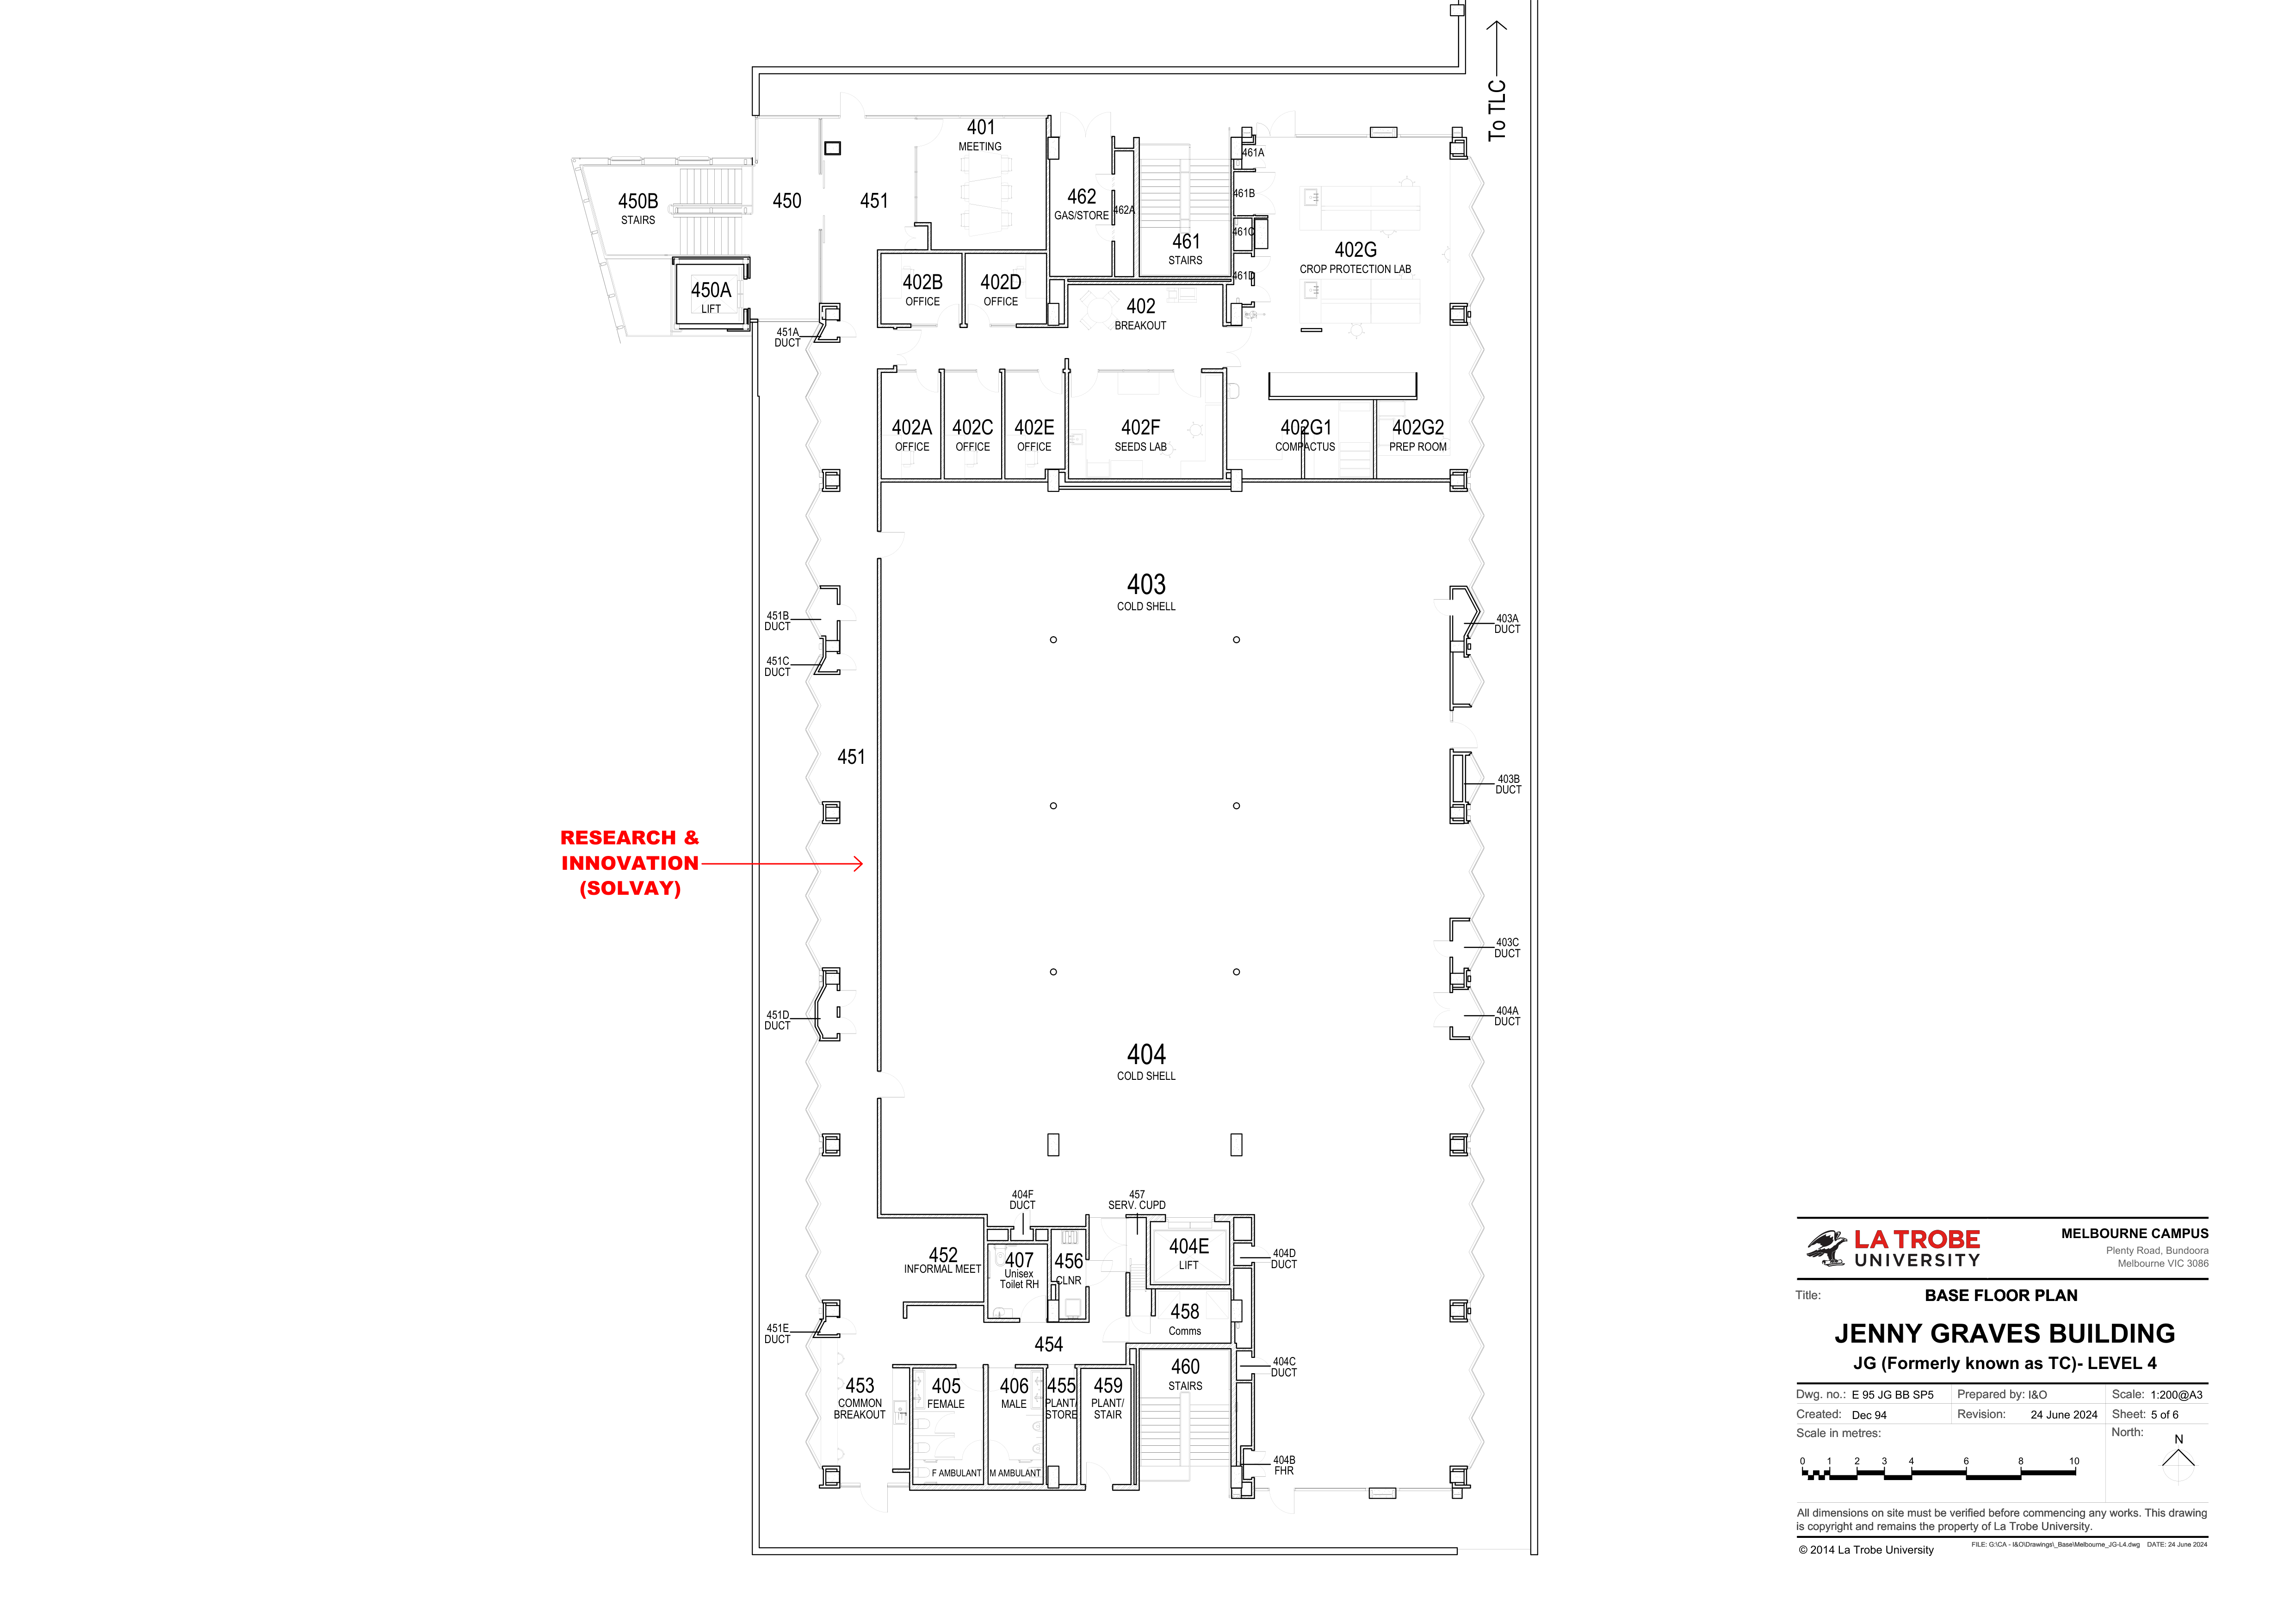 To TLC
401
MEETING
450B
STAIRS
450
451
462
GAS/STORE
462A
461
STAIRS
461A
461B
461C
461D
402G
CROP PROTECTION LAB
450A
LIFT
402B
OFFICE
402D
OFFICE
402
BREAKOUT
451A
DUCT
402A
OFFICE
402C
OFFICE
402E
OFFICE
402F
SEEDS LAB
402G1
COMPACTUS
402G2
PREP ROOM
403
COLD SHELL
451B
DUCT
451C
DUCT
403A
DUCT
451
403B
DUCT
RESEARCH &
INNOVATION
(SOLVAY)
403C
DUCT
451D
DUCT
404A
DUCT
404
COLD SHELL
404F
DUCT
457
SERV. CUPD
452
INFORMAL MEET
407
Unisex
Toilet RH
456
CLNR
404E
LIFT
404D
DUCT
458
Comms
451E
DUCT
454
460
STAIRS
404C
DUCT
453
COMMON
BREAKOUT
405
FEMALE
406
MALE
455
PLANT/
STORE
459
PLANT/
STAIR
F AMBULANT
M AMBULANT
404B
FHR
LA TROBE
UNIVERSITY
MELBOURNE CAMPUS
Plenty Road, Bundoora
Melbourne VIC 3086
Title:
BASE FLOOR PLAN
JENNY GRAVES BUILDING
JG (Formerly known as TC)- LEVEL 4
Dwg. no.: E 95 JG BB SP5
Prepared by: I&O
Scale: 1:200@A3
Created: Dec 94
Revision: 24 June 2024
Sheet: 5 of 6
Scale in metres:
North:
N
0 1 2 3 4 6 8 10
All dimensions on site must be verified before commencing any works. This drawing
is copyright and remains the property of La Trobe University.
© 2014 La Trobe University
FILE: G:\CA - I&O\Drawings\_Base\Melbourne_JG-L4.dwg DATE: 24 June 2024